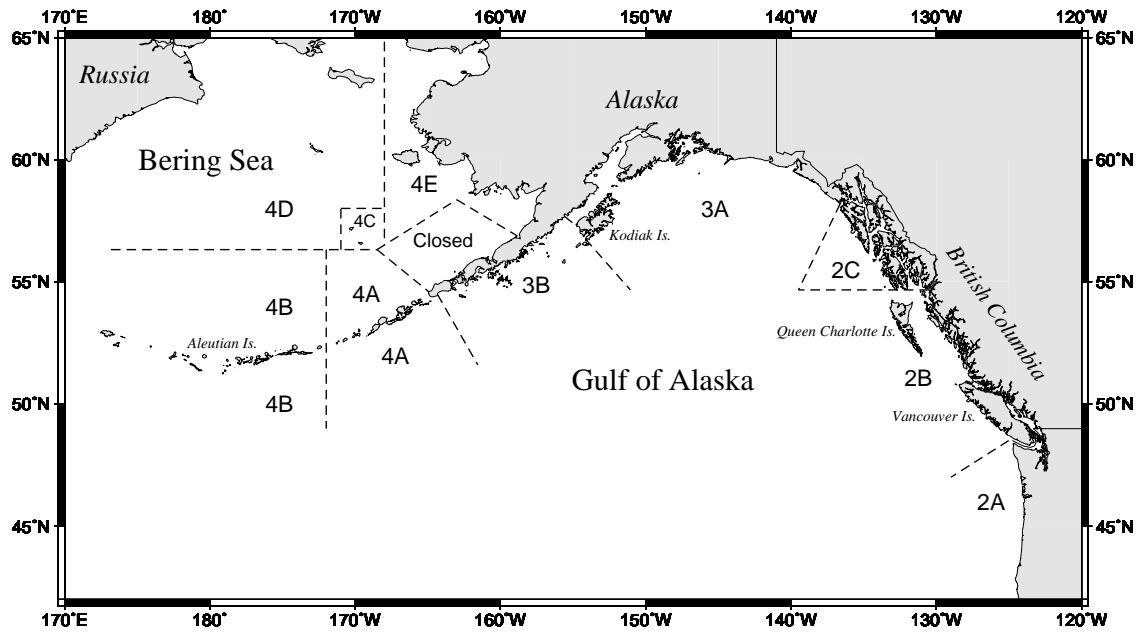 170˚E 180˚ 170˚W 160˚W 150˚W 140˚W 130˚W 120˚W
65˚N 65˚N
Russia
Alaska
60˚N 60˚N
Bering Sea
4E
4D
4C
3A
Closed
Kodiak Is.
British Columbia
2C
55˚N 55˚N
4A
3B
4B
Queen Charlotte Is.
Aleutian Is.
4A
Gulf of Alaska
2B
50˚N 50˚N
4B
Vancouver Is.
2A
45˚N 45˚N
170˚E 180˚ 170˚W 160˚W 150˚W 140˚W 130˚W 120˚W